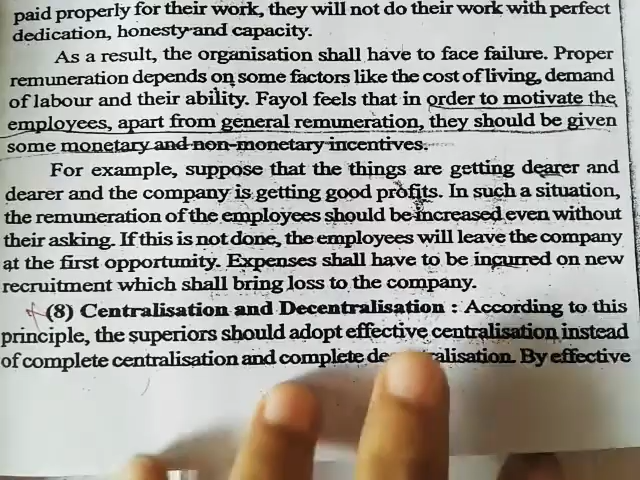 paid properly for their work, they will not do their work with perfect
dedication, honesty and capacity.
As a result, the organisation shall have to face failure. Proper
remuneration depends on some factors like the cost of living, demand
of labour and their ability. Fayol feels that in order to motivate the
employees, apart from general remuneration, they should be given
some monetary and non-monetary incentives.
For example, suppose that the things are getting dearer and
dearer and the company is getting good profits. In such a situation,
the remuneration of the employees should be increased even without
their asking. If this is not done, the employees will leave the company
at the first opportunity. Expenses shall have to be incurred on new
recruitment which shall bring loss to the company.
(8) Centralisation and Decentralisation : According to this
principle, the superiors should adopt effective centralisation instead
of complete centralisation and complete By effective